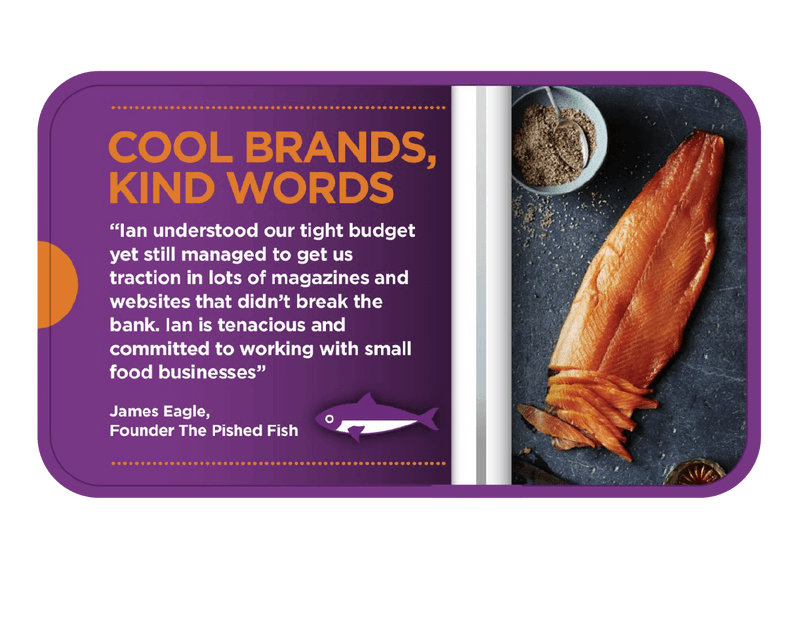 COOL BRANDS,
KIND WORDS
“Ian understood our tight budget
yet still managed to get us
traction in lots of magazines and
websites that didn’t break the
bank. Ian is tenacious and
committed to working with small
food businesses”
James Eagle,
Founder The Pished Fish